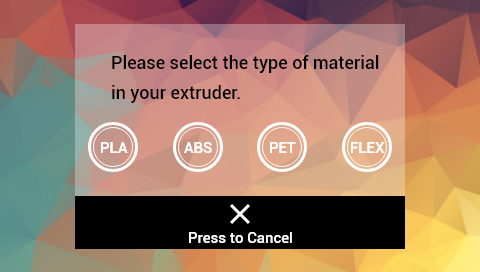 Please select the type of material
in your extruder.
PLA ABS PET FLEX
Press to Cancel